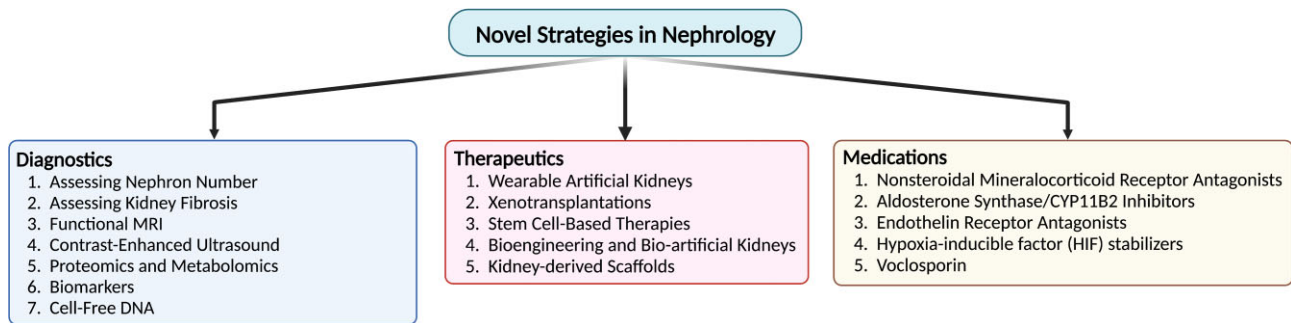 Novel Strategies in Nephrology
Diagnostics
1. Assessing Nephron Number
2. Assessing Kidney Fibrosis
3. Functional MRI
4. Contrast-Enhanced Ultrasound
5. Proteomics and Metabolomics
6. Biomarkers
7. Cell-Free DNA
Therapeutics
1. Wearable Artificial Kidneys
2. Xenotransplantations
3. Stem Cell-Based Therapies
4. Bioengineering and Bio-artificial Kidneys
5. Kidney-derived Scaffolds
Medications
1. Nonsteroidal Mineralocorticoid Receptor Antagonists
2. Aldosterone Synthase/CYP11B2 Inhibitors
3. Endothelin Receptor Antagonists
4. Hypoxia-inducible factor (HIF) stabilizers
5. Voclosporin